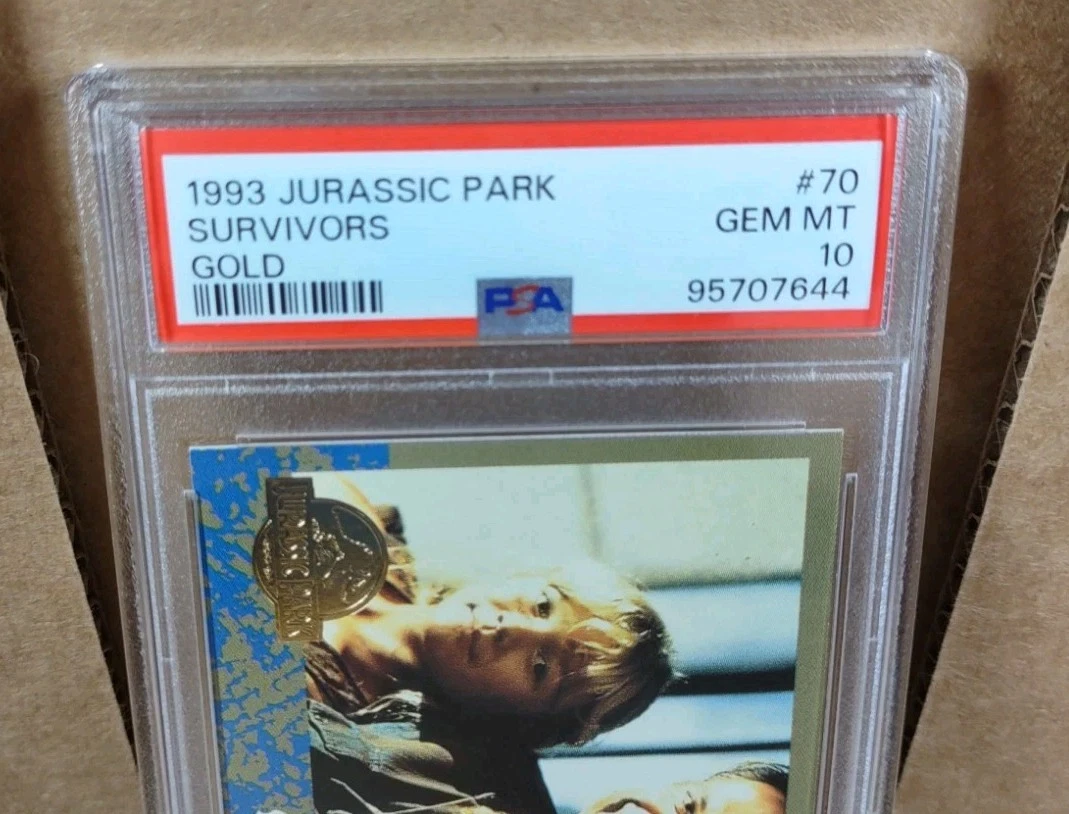 1993 JURASSIC PARK
SURVIVORS
GOLD
#70
GEM MT
10
95707644
PSA
JURASSIC PARK